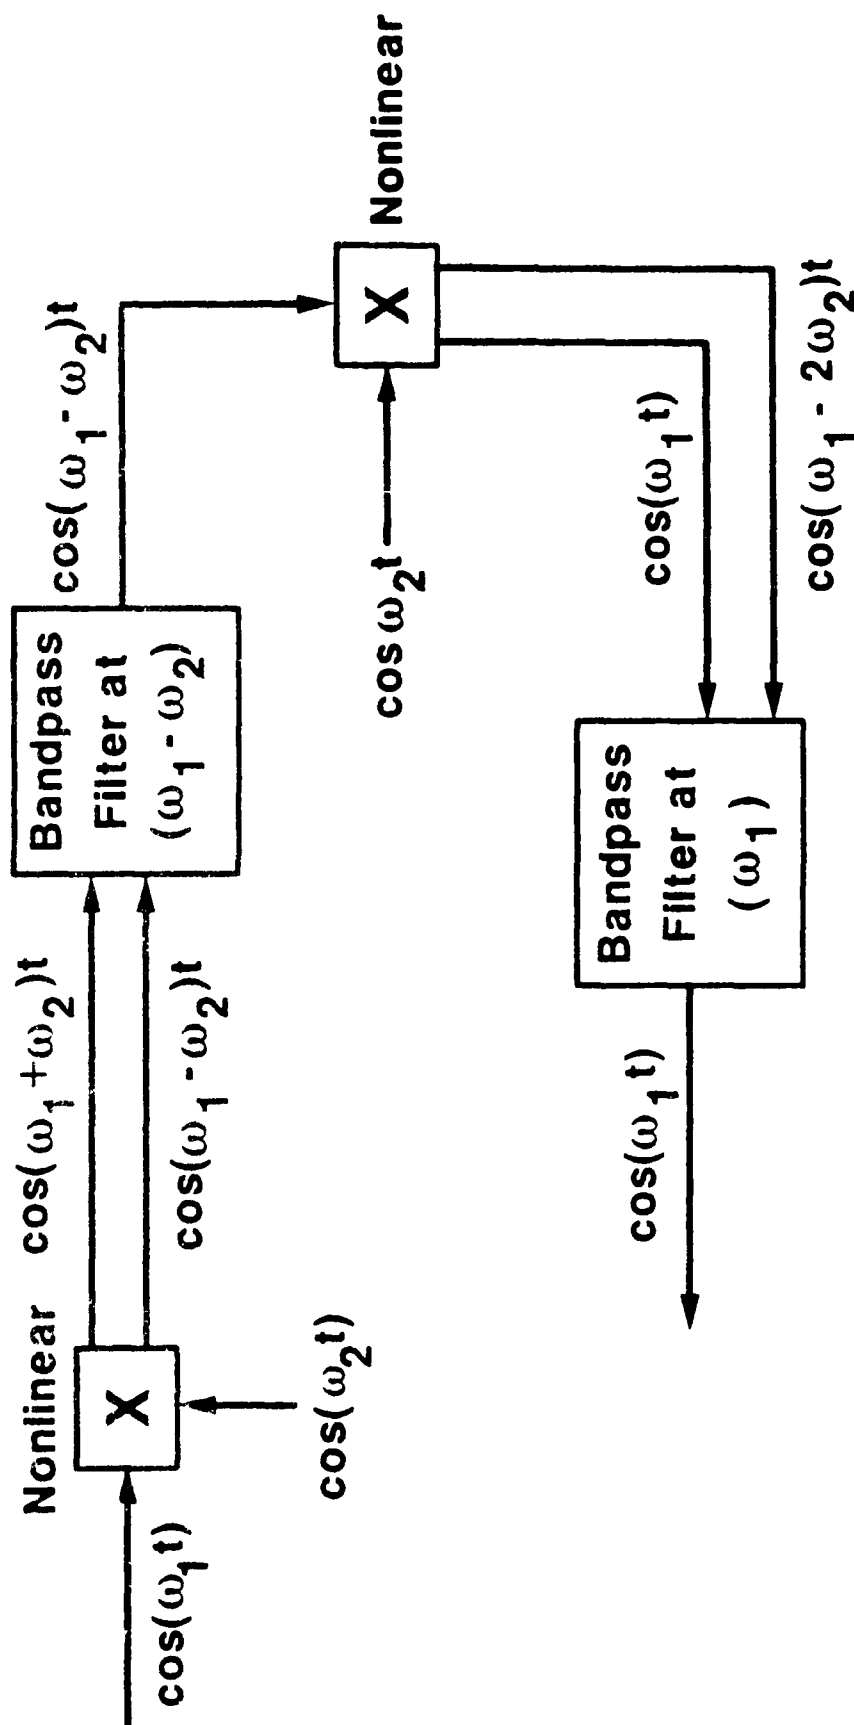 Nonlinear
cos(ω₁t)
X
cos(ω₂t)
cos(ω₁+ω₂)t
cos(ω₁-ω₂)t
Bandpass
Filter at
(ω₁-ω₂)
cos(ω₁-ω₂)t
cos ω₂t
X
Nonlinear
cos(ω₁t)
cos(ω₁ - 2ω₂)t
Bandpass
Filter at
(ω₁)
cos(ω₁t)